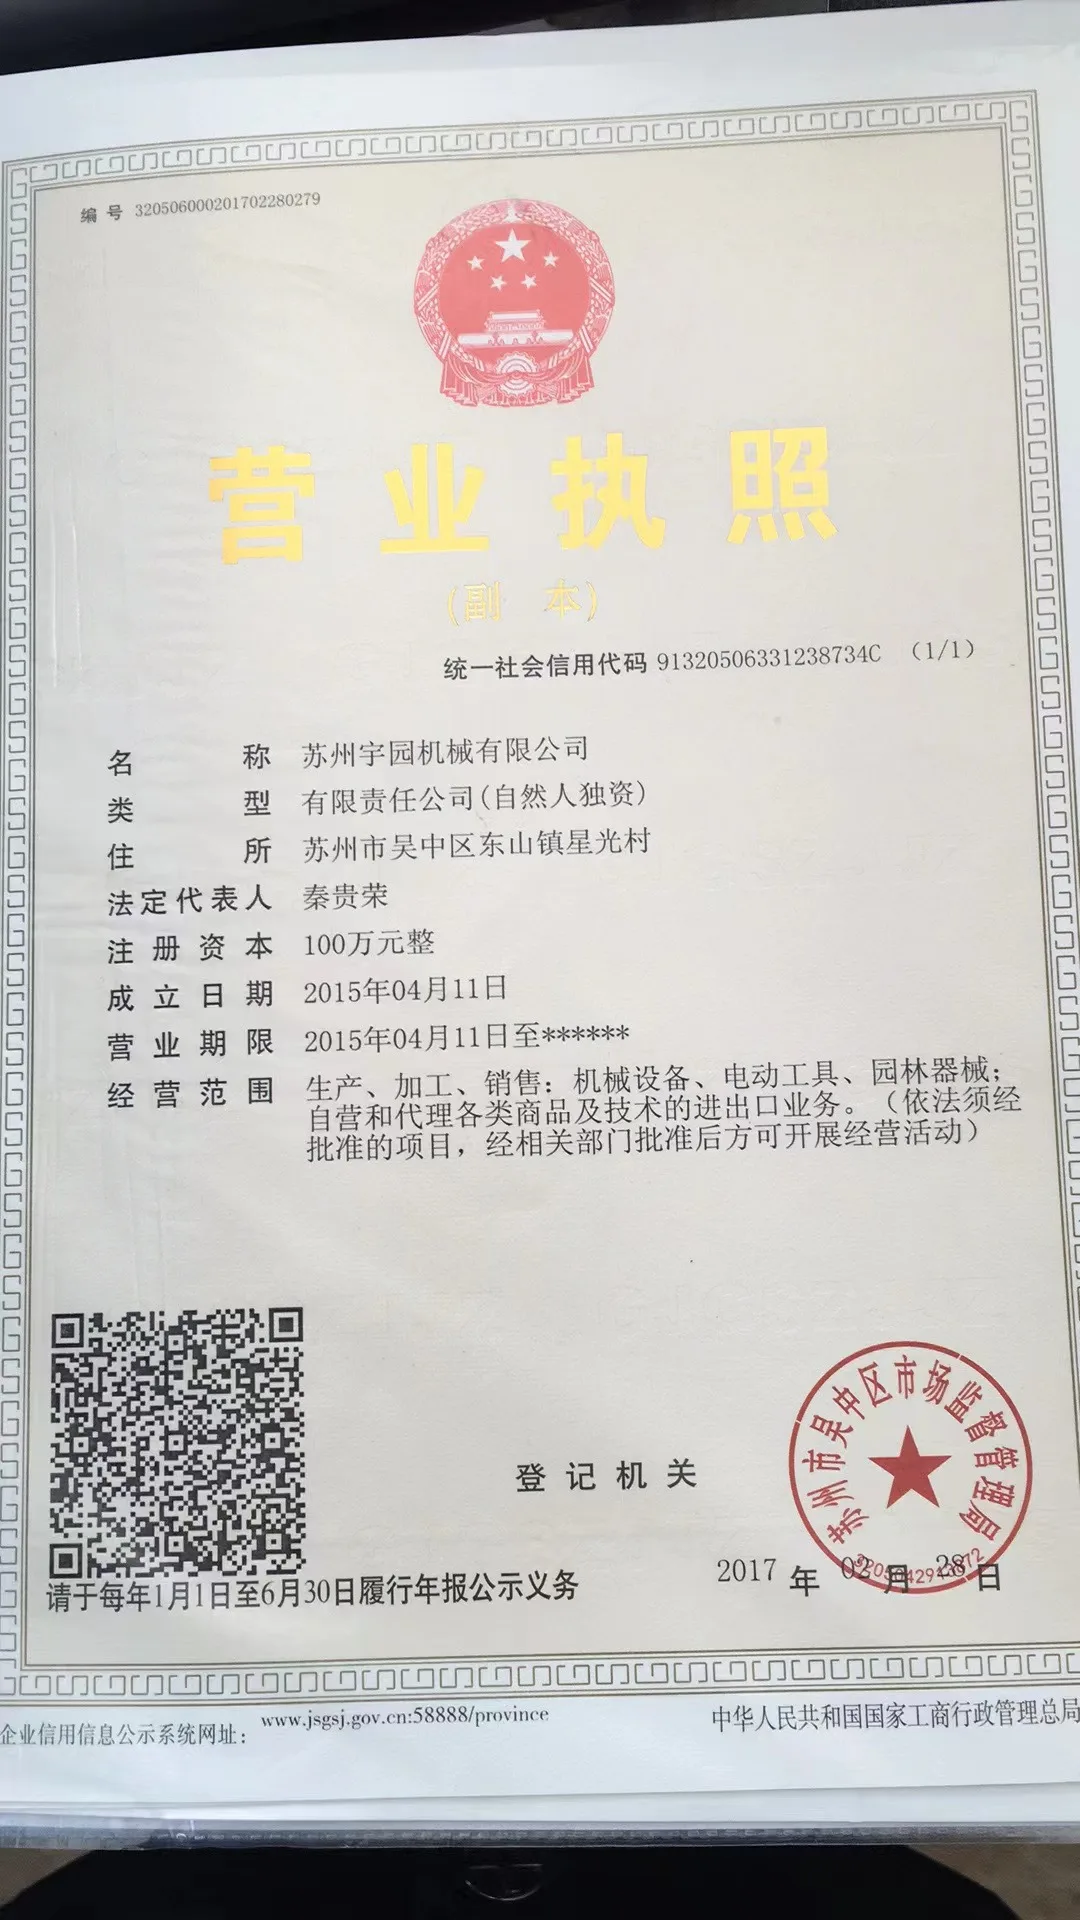 编号 320506000201702280279
营业执照
(副本)
统一社会信用代码 91320506331238734C （1/1）
名称 苏州宇园机械有限公司
类型 有限责任公司(自然人独资)
住所 苏州市吴中区东山镇星光村
法定代表人 秦贵荣
注册资本 100万元整
成立日期 2015年04月11日
营业期限 2015年04月11日至******
经营范围 生产、加工、销售：机械设备、电动工具、园林器械；
自营和代理各类商品及技术的进出口业务。（依法须经
批准的项目，经相关部门批准后方可开展经营活动）
苏州市吴中区市场监督管理局
登记机关
2017年02月28日
请于每年1月1日至6月30日履行年报公示义务
企业信用信息公示系统网址：www.jsgsj.gov.cn:58888/province
中华人民共和国国家工商行政管理总局